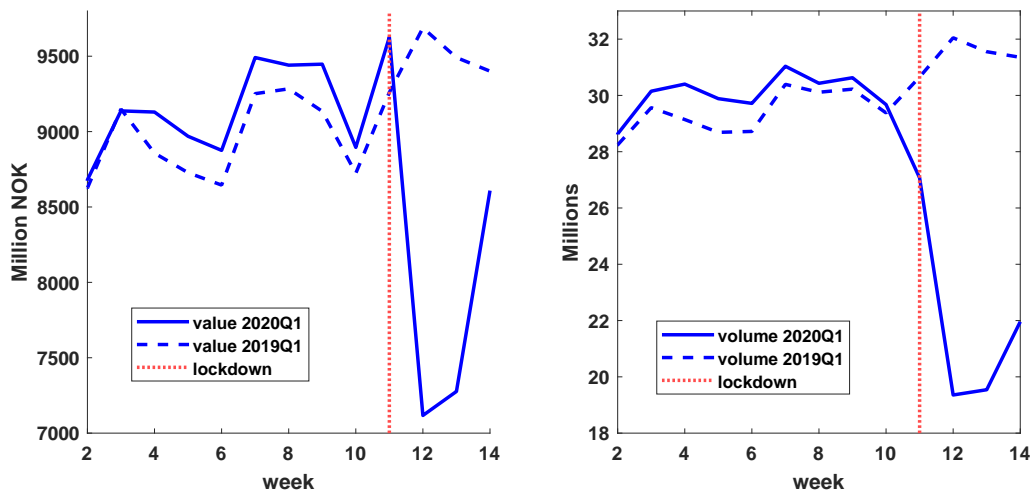 9500
9000
8500
8000
7500
7000
Million NOK
2 4 6 8 10 12 14
week
value 2020Q1
value 2019Q1
lockdown
32
30
28
26
24
22
20
18
Millions
2 4 6 8 10 12 14
week
volume 2020Q1
volume 2019Q1
lockdown